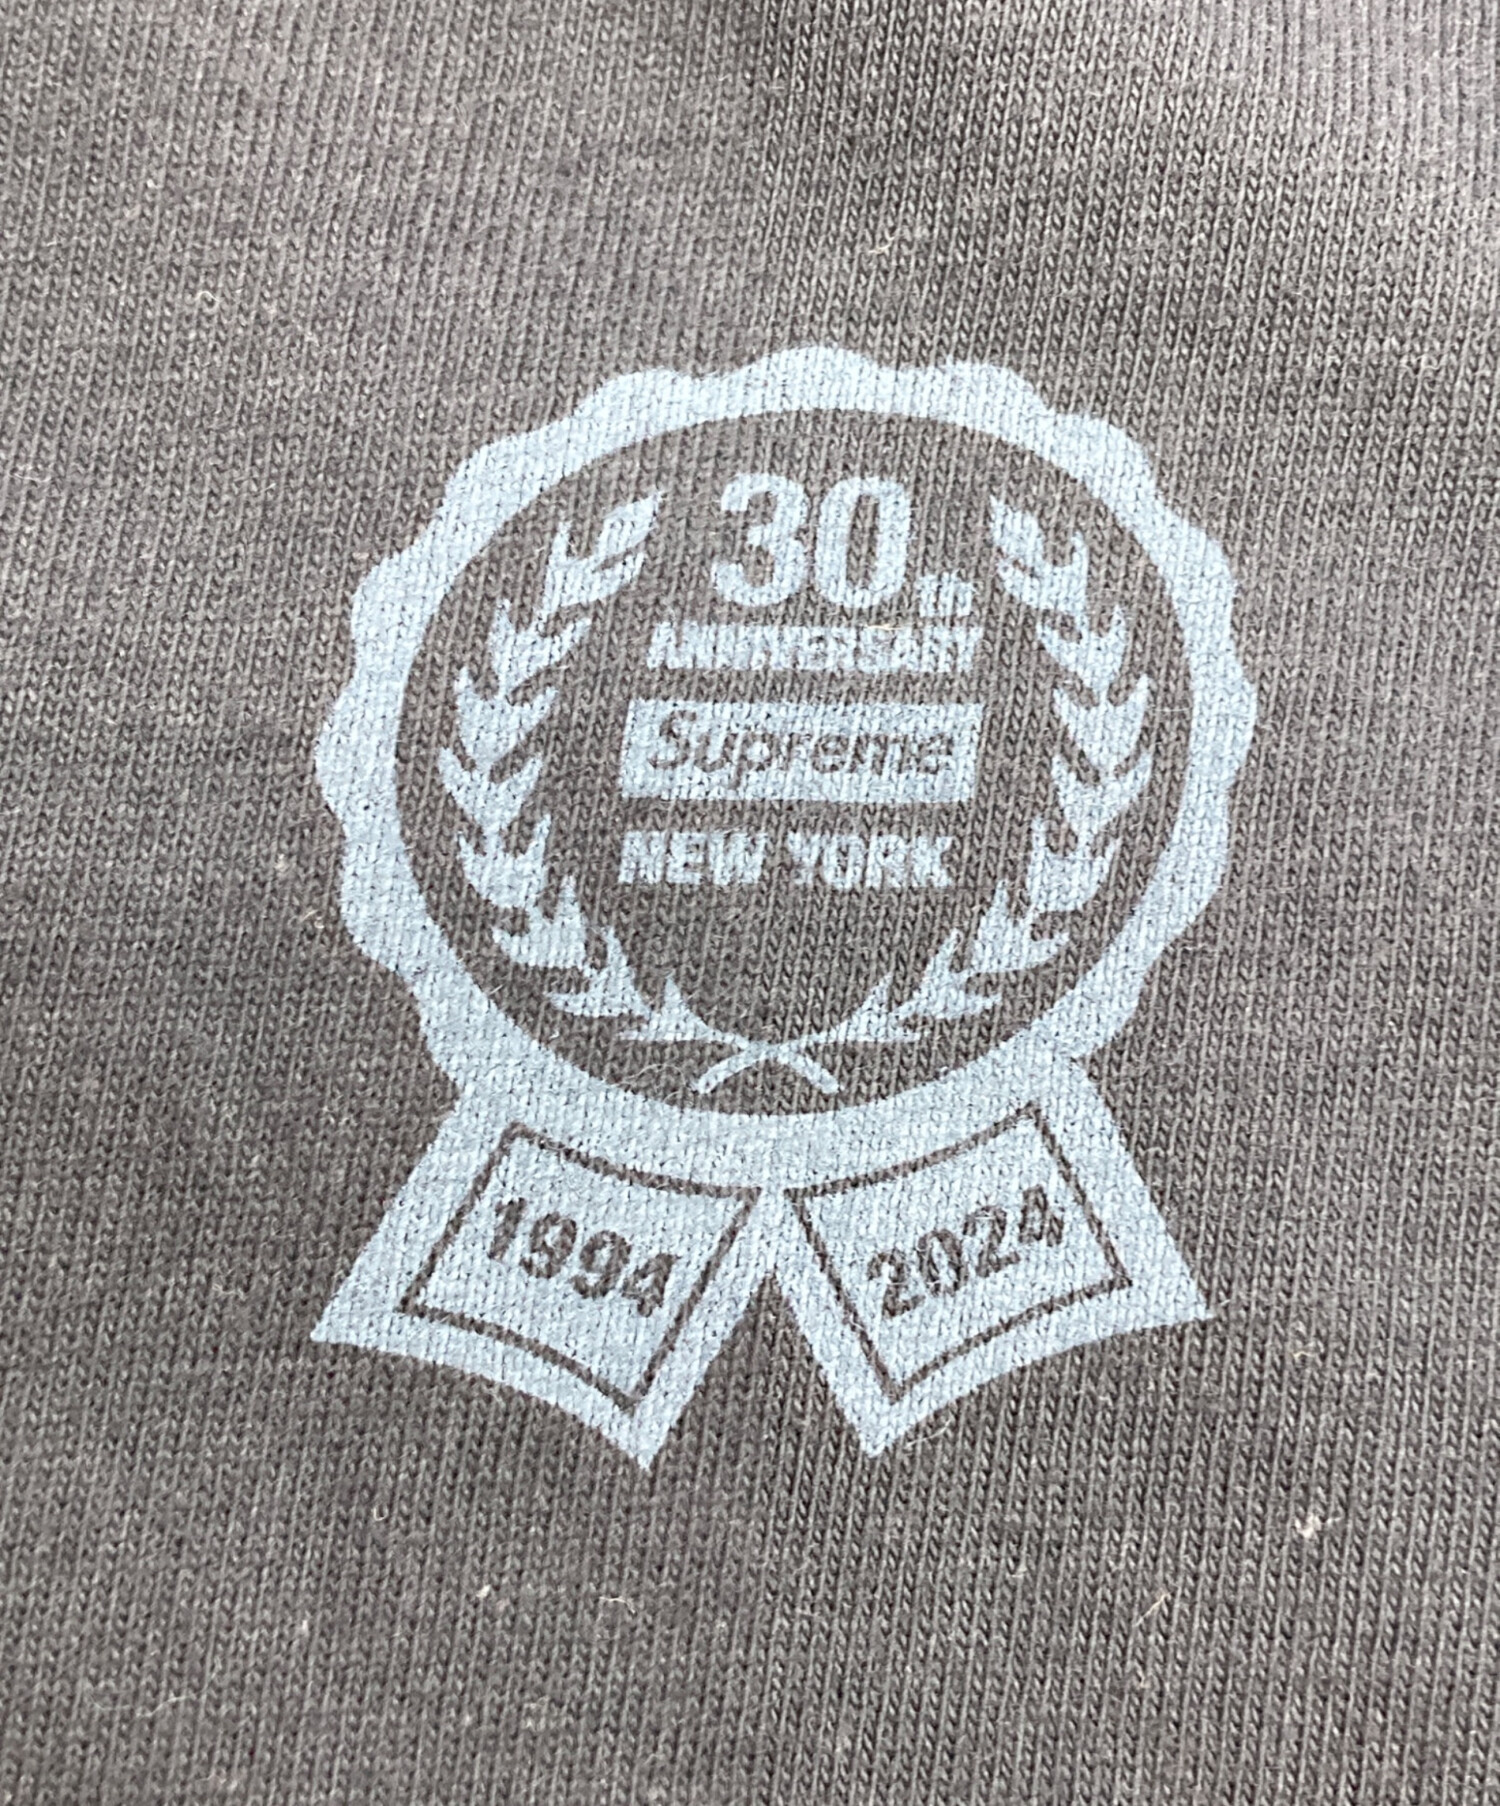 30th
ANNIVERSARY
Supreme
NEW YORK
1994
2024